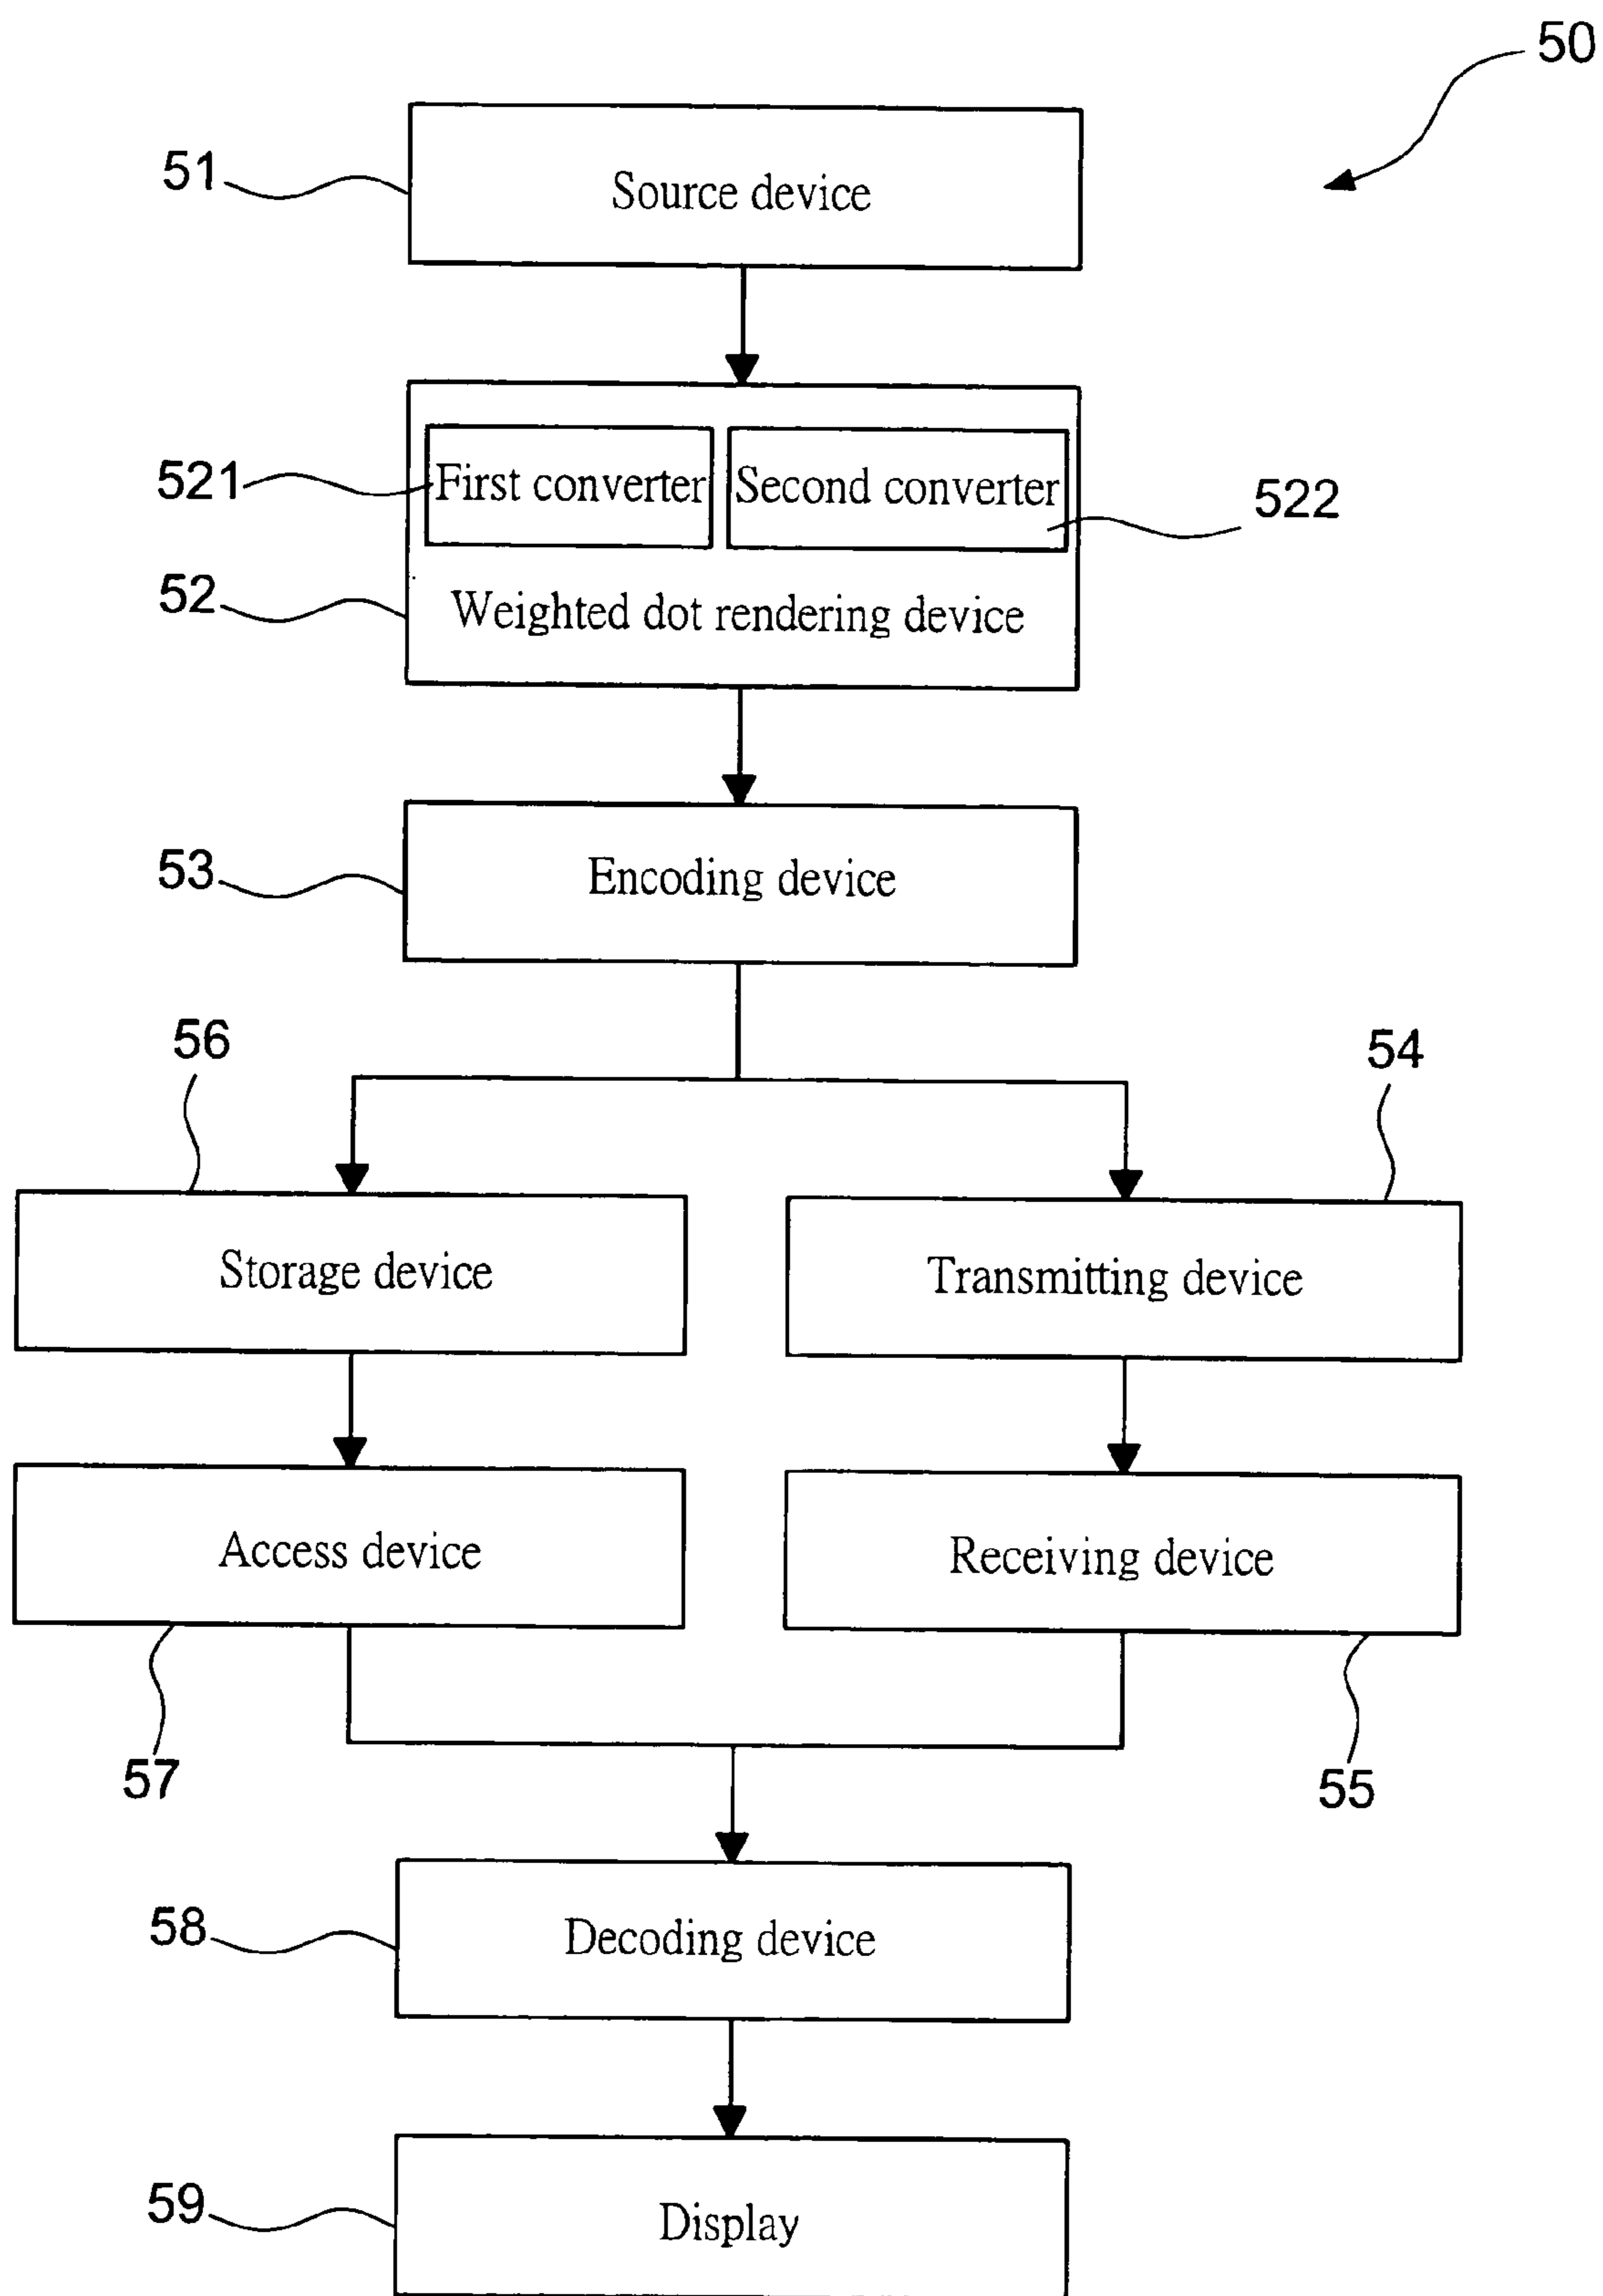 50
51
Source device
521
First converter
Second converter
522
52
Weighted dot rendering device
53
Encoding device
56
54
Storage device
Transmitting device
Access device
Receiving device
57
55
58
Decoding device
59
Display